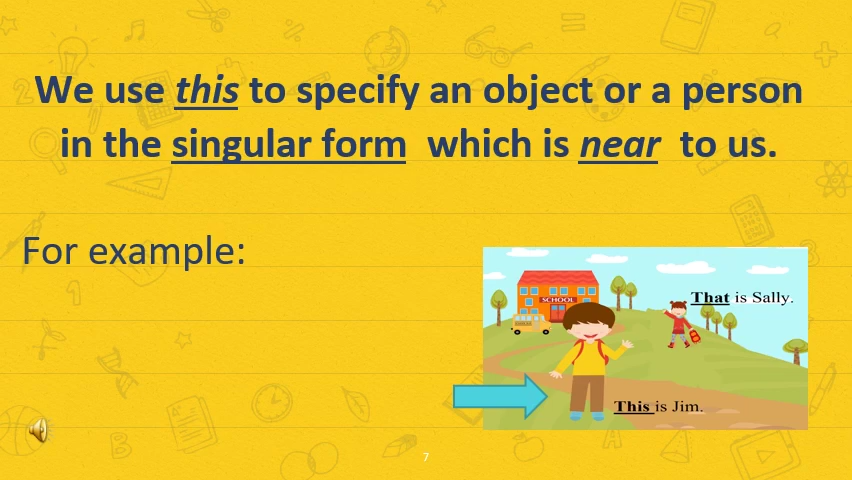 We use this to specify an object or a person
in the singular form which is near to us.
For example:
SCHOOL
That is Sally.
This is Jim.
7